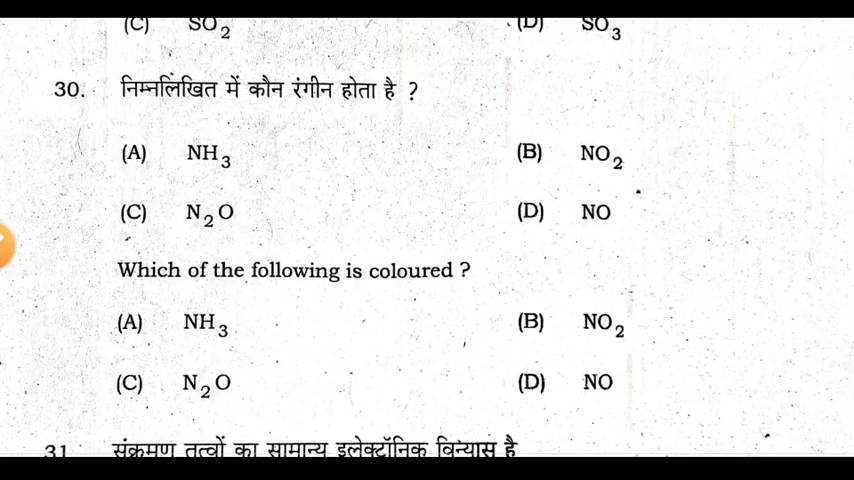 (C) SO2 (D) SO3
30. निम्नलिखित में कौन रंगीन होता है ?
(A) NH3 (B) NO2
(C) N2O (D) NO
Which of the following is coloured ?
(A) NH3 (B) NO2
(C) N2O (D) NO
31 संक्रमण तत्वों का सामान्य इलेक्ट्रॉनिक विन्यास है